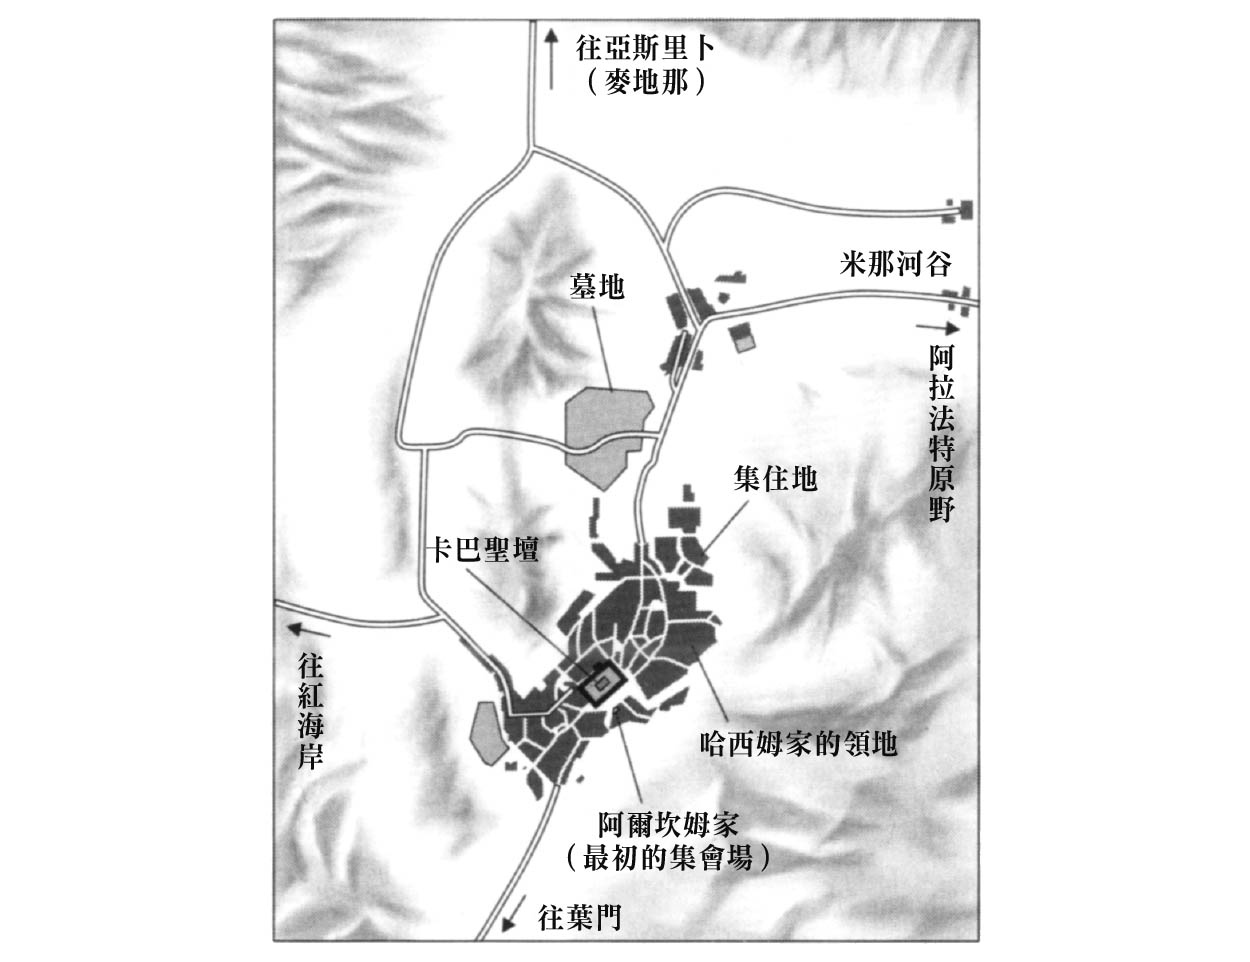 往亞斯里卜
（麥地那）
米那河谷
墓地
阿拉法特原野
集住地
卡巴聖壇
往紅海岸
哈西姆家的領地
阿爾坎姆家
（最初的集會場）
往葉門